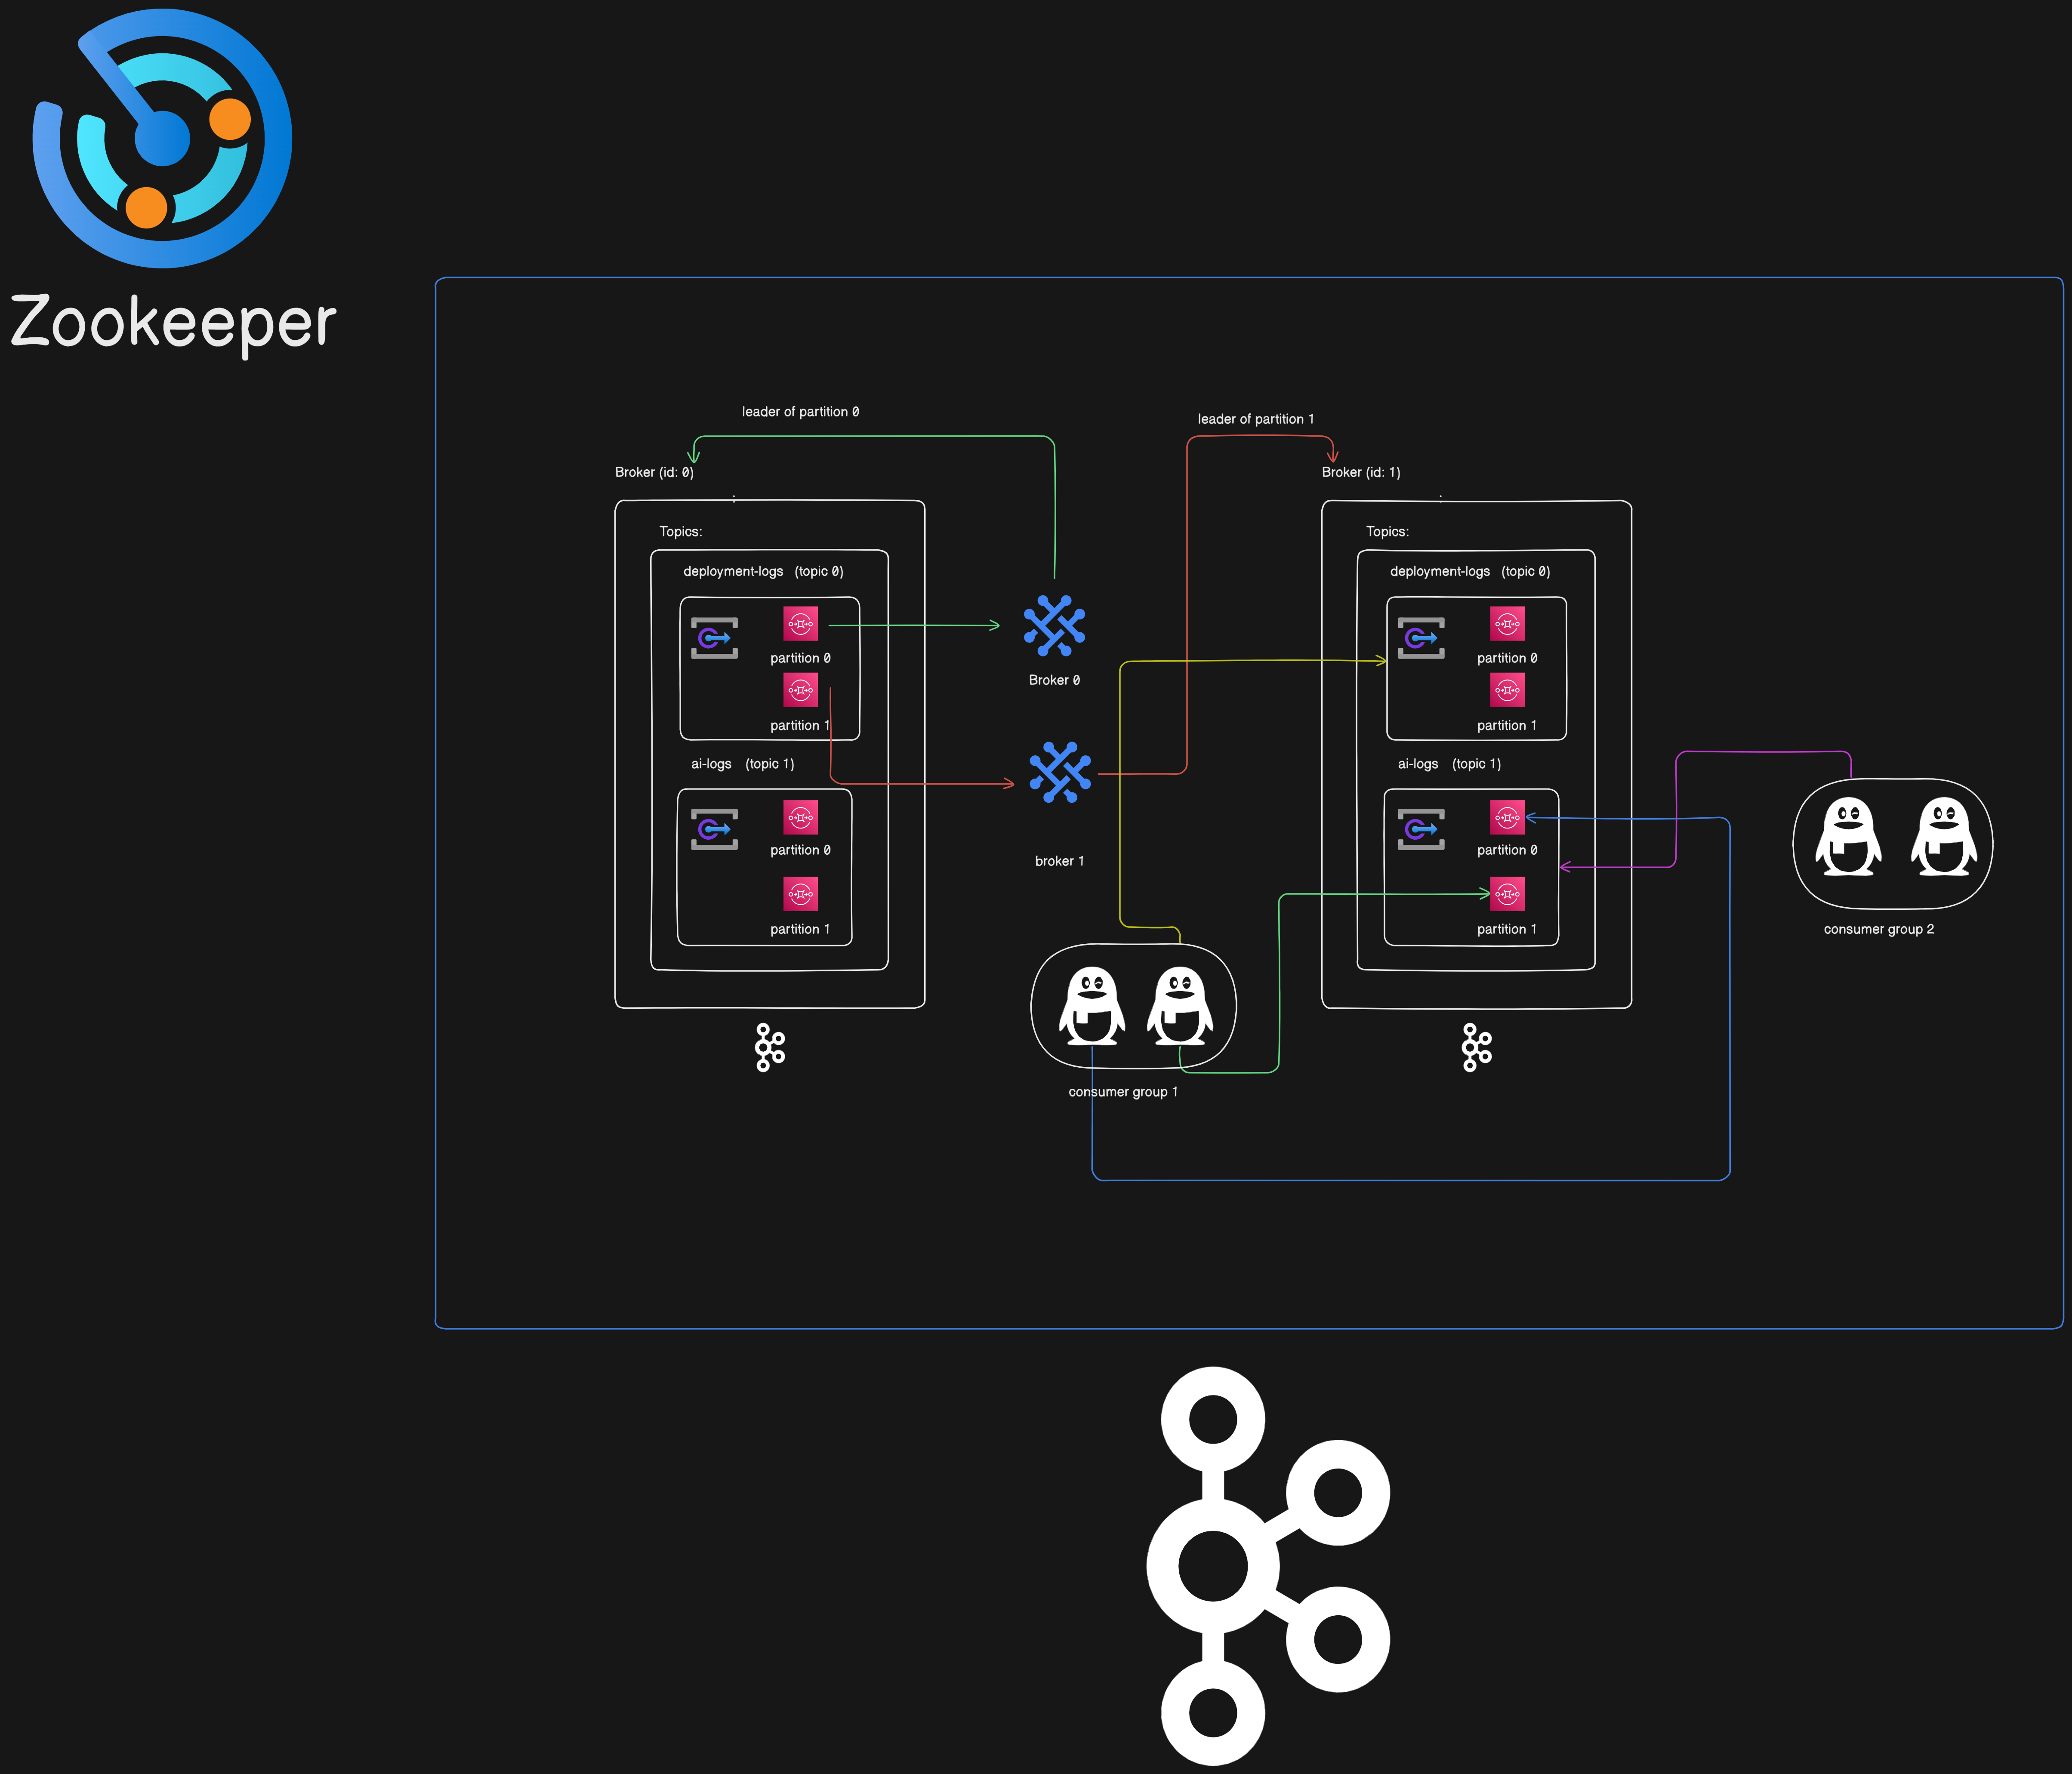 Zookeeper
leader of partition 0
leader of partition 1
Broker (id: 0)
:
Topics:
deployment-logs (topic 0)
partition 0
partition 1
ai-logs (topic 1)
partition 0
partition 1
Broker 0
broker 1
consumer group 1
Broker (id: 1)
:
Topics:
deployment-logs (topic 0)
partition 0
partition 1
ai-logs (topic 1)
partition 0
partition 1
consumer group 2